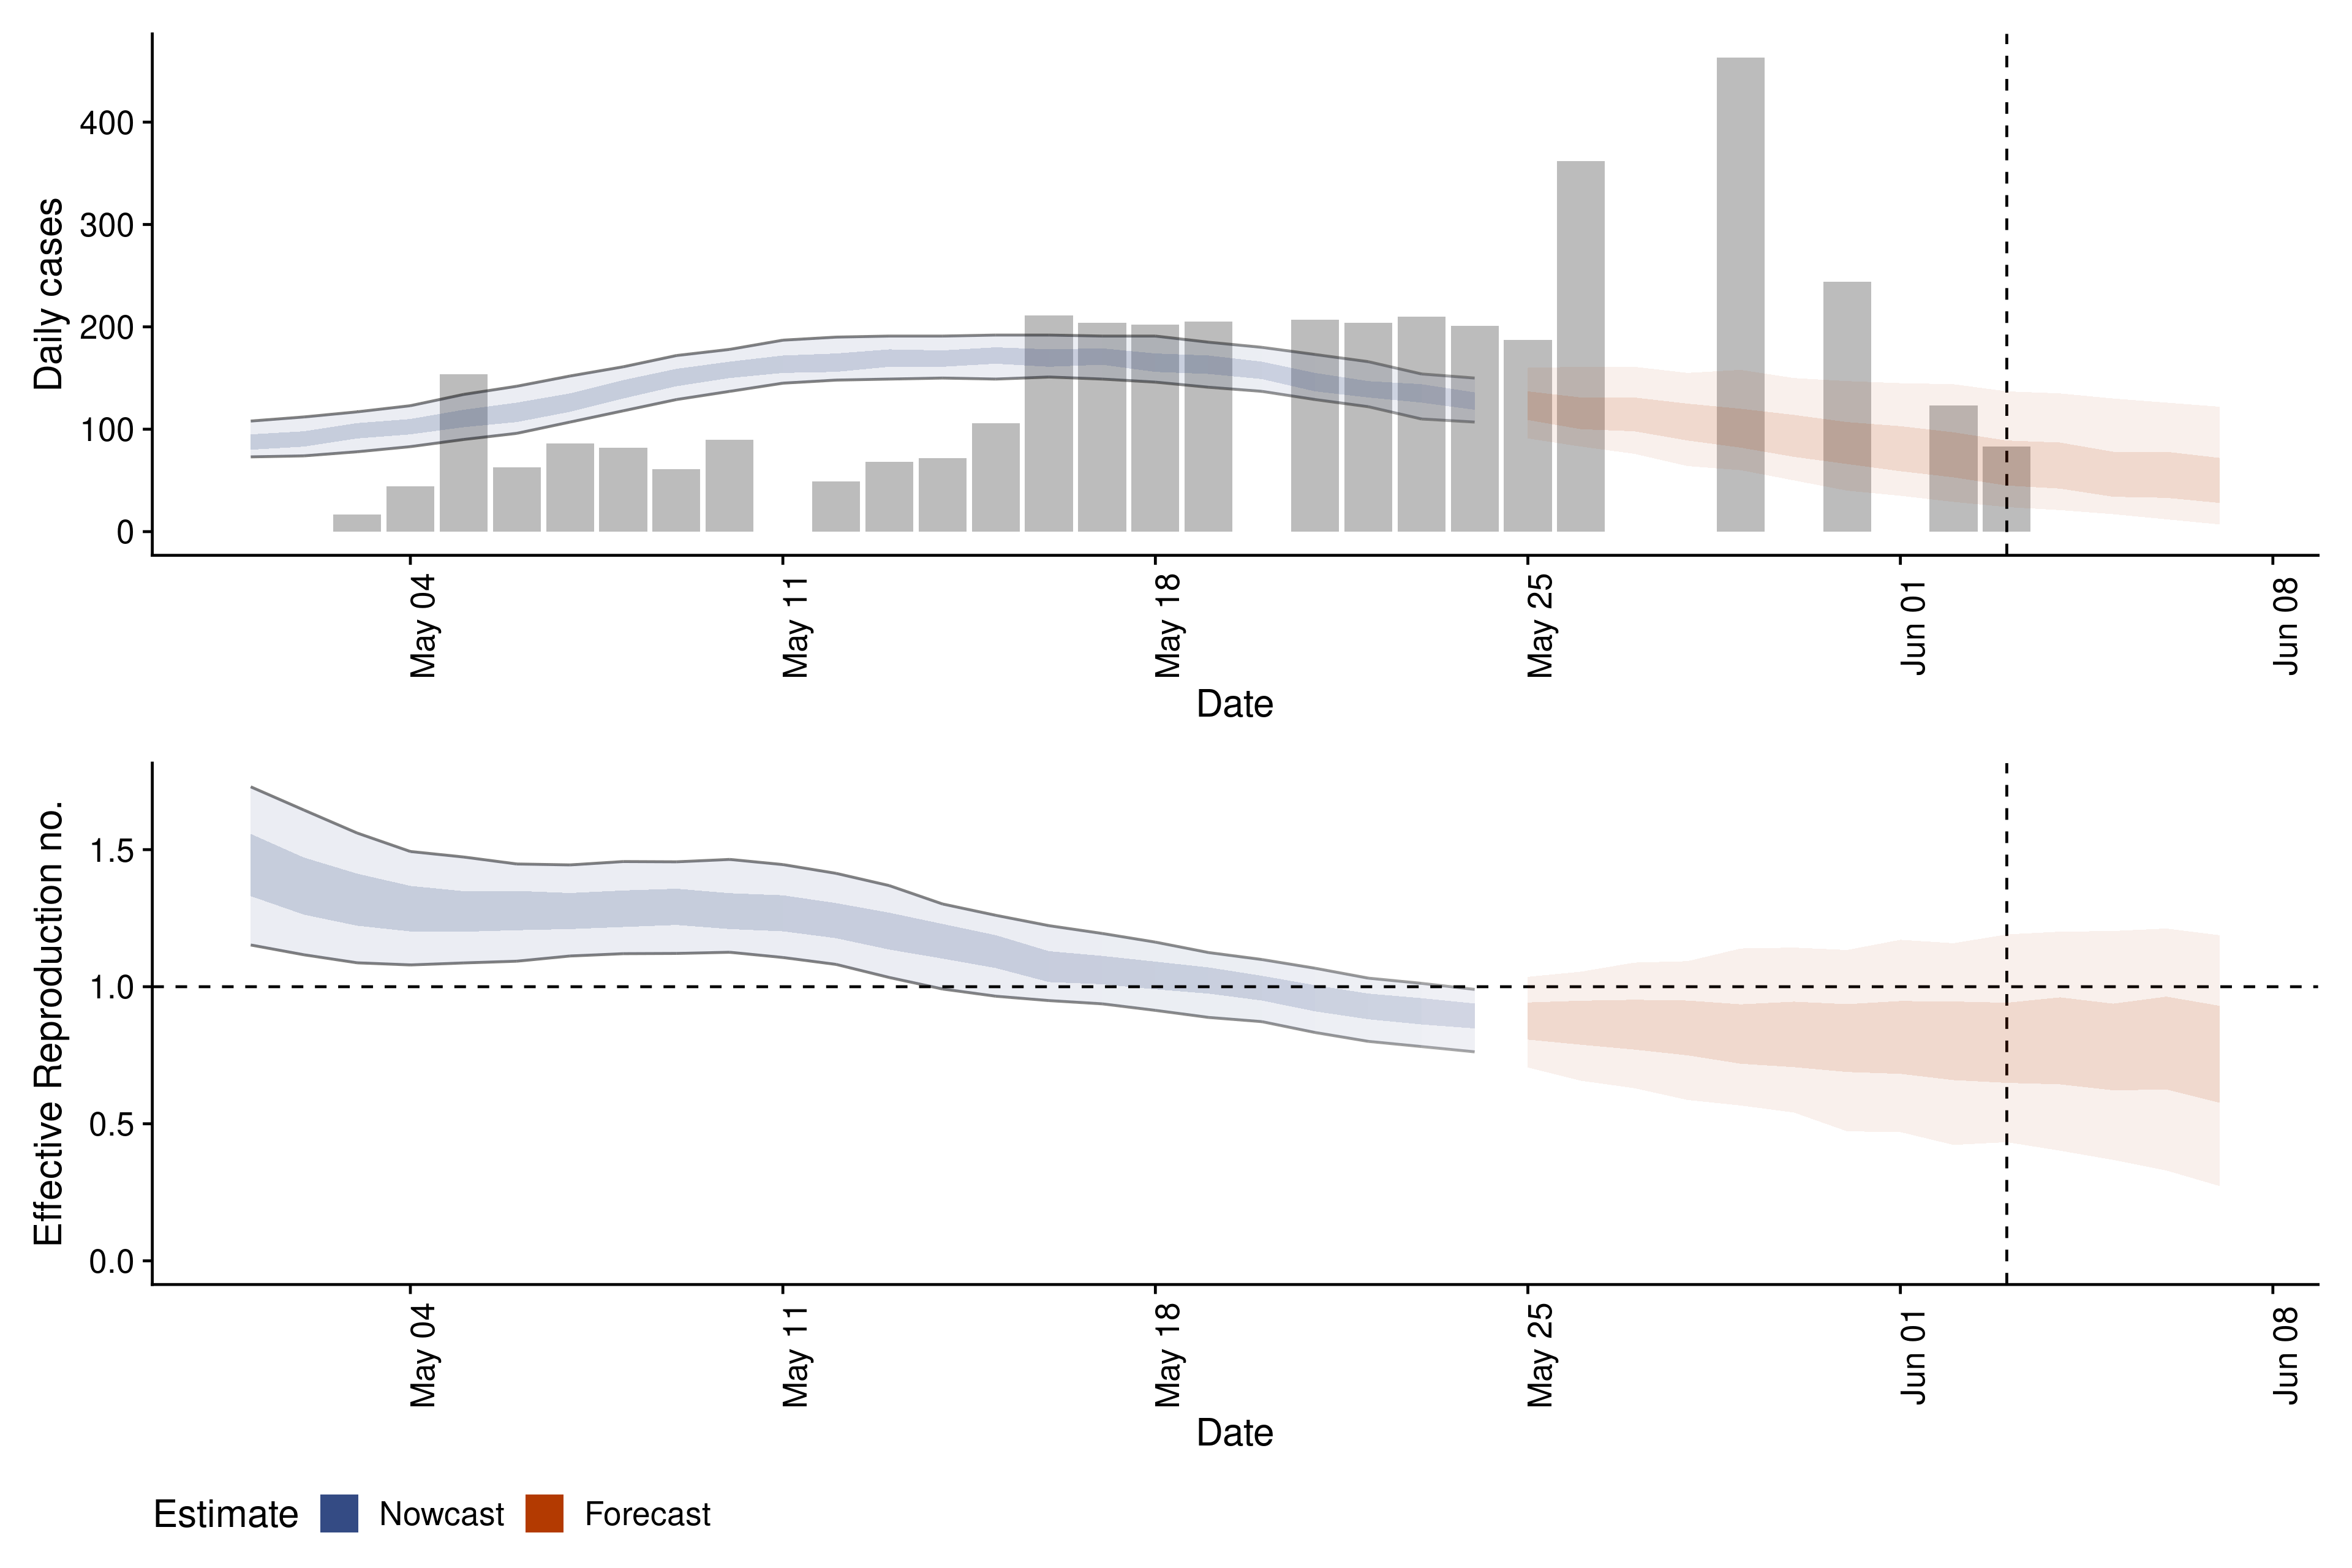 Daily cases
400
300
200
100
0
May 04
May 11
May 18
May 25
Jun 01
Jun 08
Date
Effective Reproduction no.
1.5
1.0
0.5
0.0
May 04
May 11
May 18
May 25
Jun 01
Jun 08
Date
Estimate Nowcast Forecast